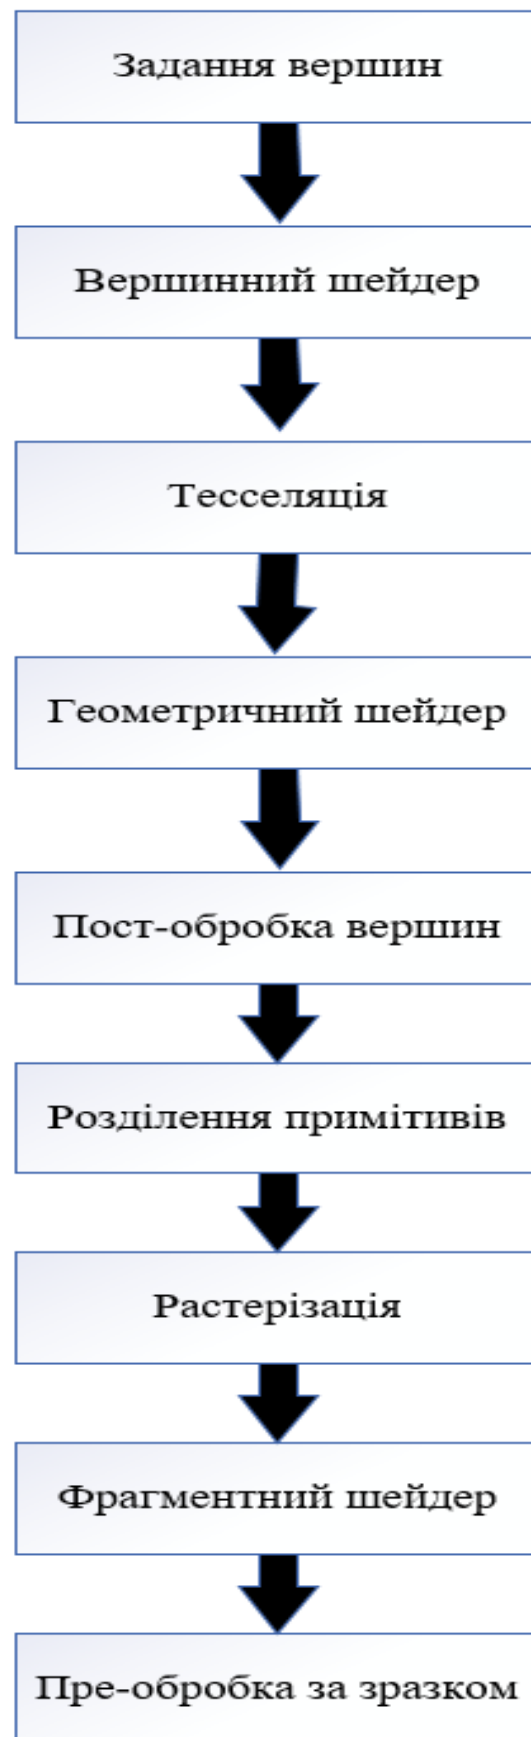 Задання вершин
Вершинний шейдер
Тесселяція
Геометричний шейдер
Пост-обробка вершин
Розділення примітивів
Растерізація
Фрагментний шейдер
Пре-обробка за зразком